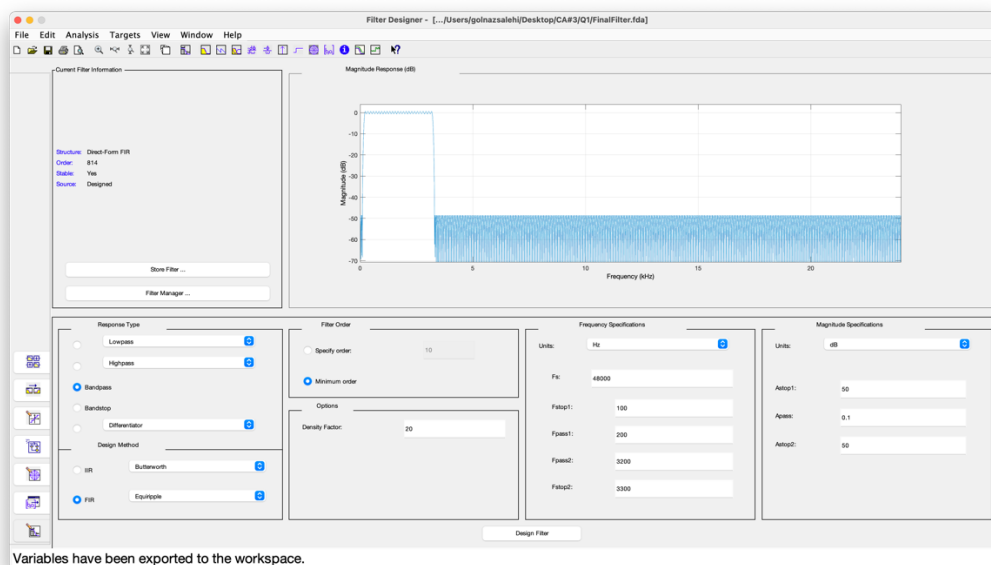 Filter Designer - [.../Users/golnazsalehi/Desktop/CA#3/Q1/FinalFilter.fda]
File Edit Analysis Targets View Window Help
Current Filter Information
Structure: Direct-Form FIR
Order: 814
Stable: Yes
Source: Designed
Store Filter ...
Filter Manager ...
Magnitude Response (dB)
Magnitude (dB)
0
-10
-20
-30
-40
-50
-60
-70
0 5 10 15 20
Frequency (kHz)
Response Type
Lowpass
Highpass
Bandpass
Bandstop
Differentiator
Design Method
IIR Butterworth
FIR Equiripple
Filter Order
Specify order: 10
Minimum order
Options
Density Factor: 20
Frequency Specifications
Units: Hz
Fs: 48000
Fstop1: 100
Fpass1: 200
Fpass2: 3200
Fstop2: 3300
Magnitude Specifications
Units: dB
Astop1: 50
Apass: 0.1
Astop2: 50
Design Filter
Variables have been exported to the workspace.